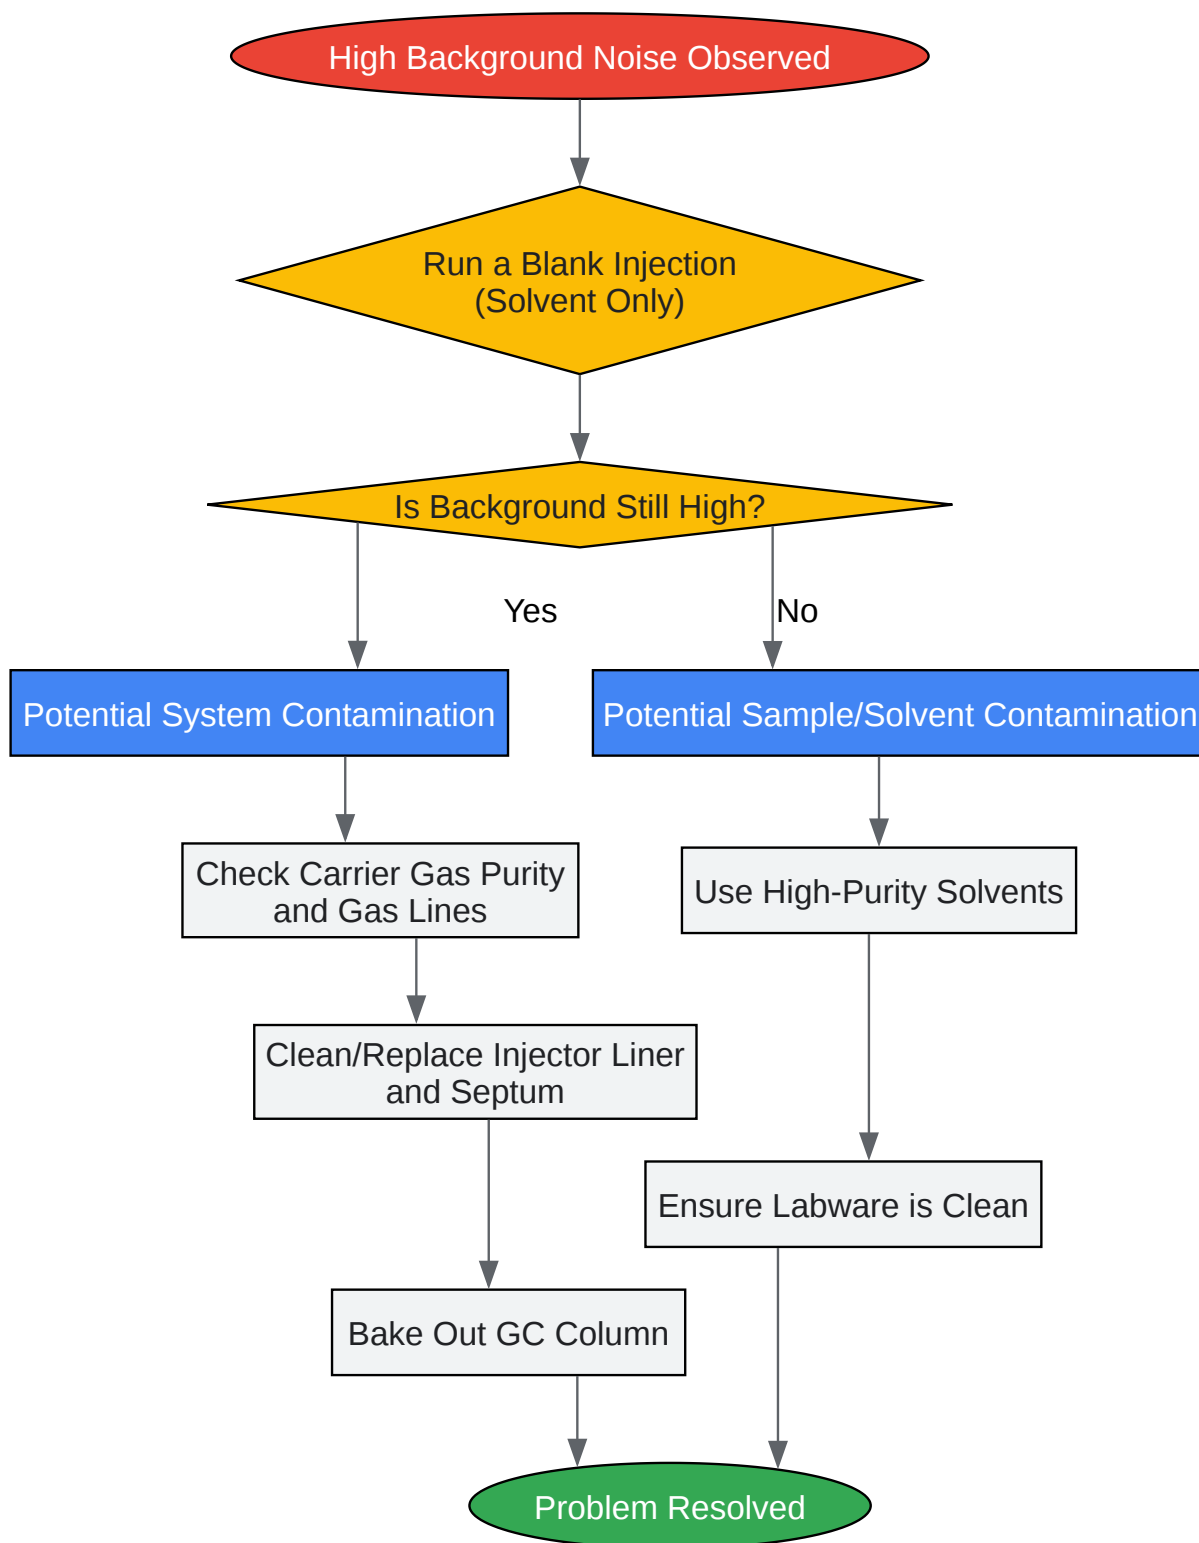 High Background Noise Observed
Run a Blank Injection
(Solvent Only)
Is Background Still High?
Yes
No
Potential System Contamination
Potential Sample/Solvent Contamination
Check Carrier Gas Purity
and Gas Lines
Use High-Purity Solvents
Clean/Replace Injector Liner
and Septum
Ensure Labware is Clean
Bake Out GC Column
Problem Resolved